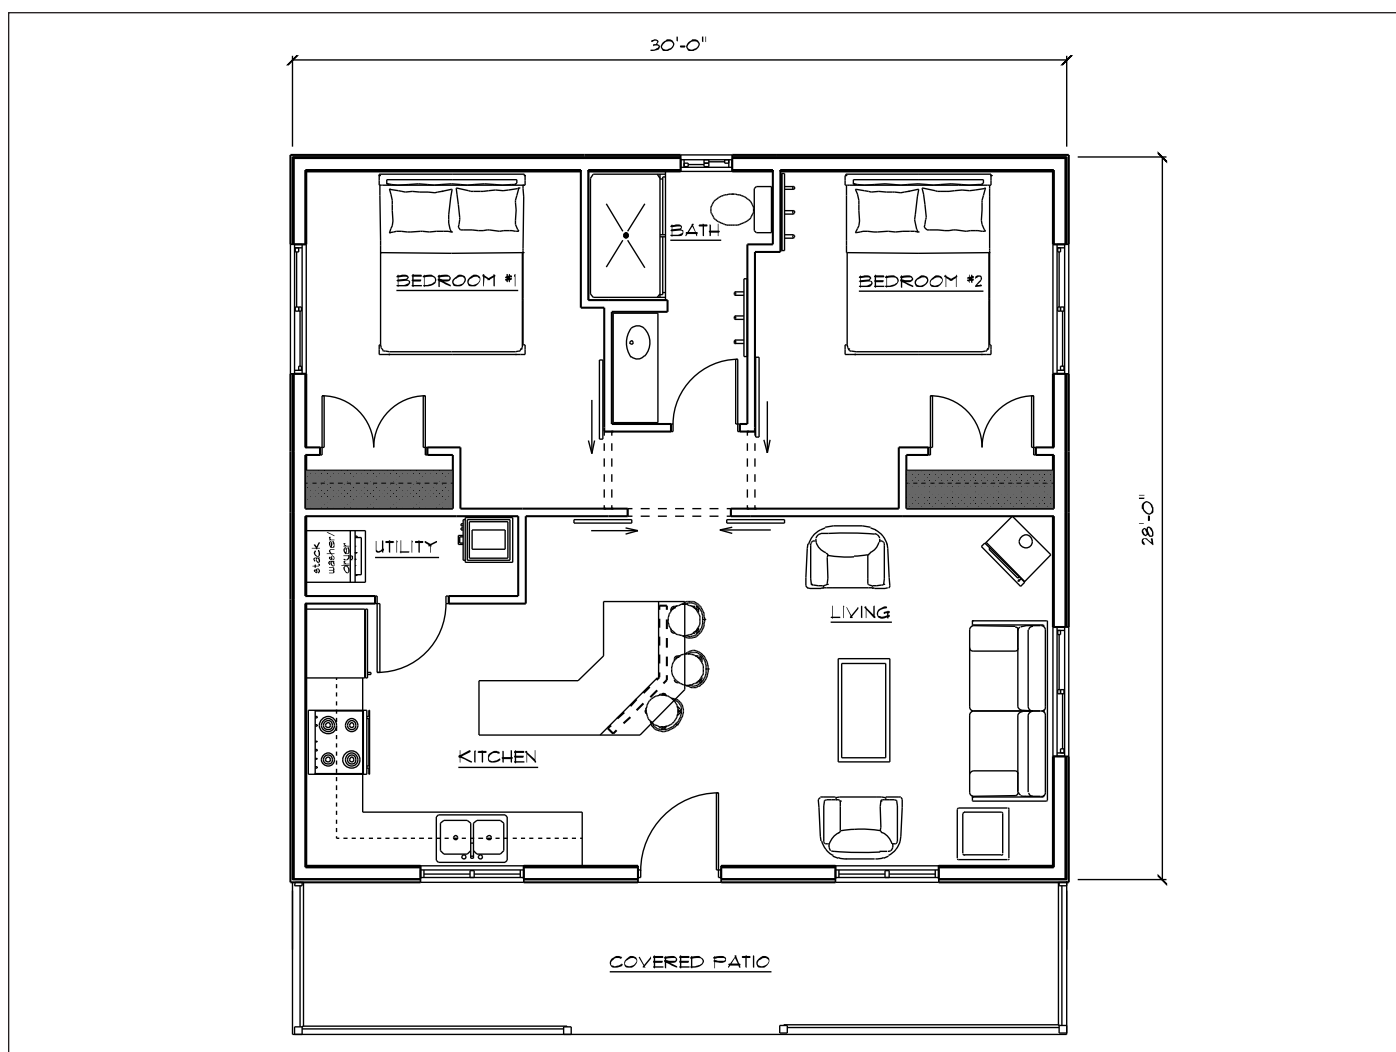 30'-0"
BATH
BEDROOM #1
BEDROOM #2
28'-0"
stack
washer/
dryer
UTILITY
LIVING
KITCHEN
COVERED PATIO